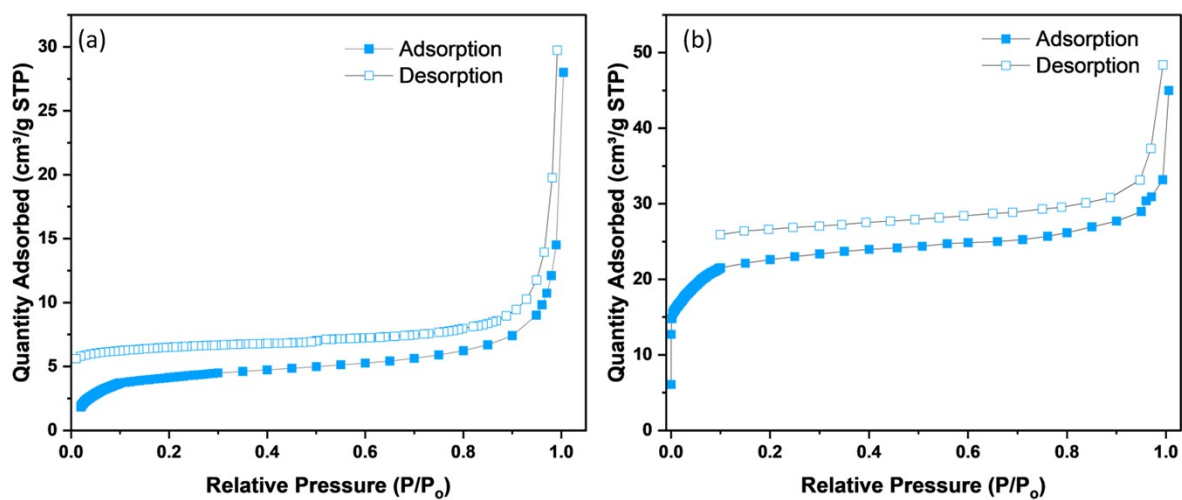 (a)
Adsorption
Desorption
Quantity Adsorbed (cm³/g STP)
30
25
20
15
10
5
0
0.0 0.2 0.4 0.6 0.8 1.0
Relative Pressure (P/Pₒ)
(b)
Adsorption
Desorption
Quantity Adsorbed (cm³/g STP)
50
40
30
20
10
0
0.0 0.2 0.4 0.6 0.8 1.0
Relative Pressure (P/Pₒ)